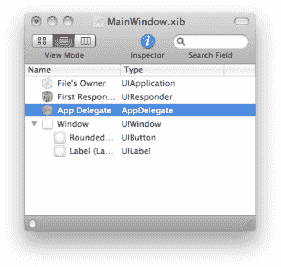 MainWindow.xib
View Mode Inspector Search Field
Name Type
File's Owner UIApplication
First Respon... UIResponder
App Delegate AppDelegate
Window UIWindow
Rounded... UIButton
Label (La... UILabel